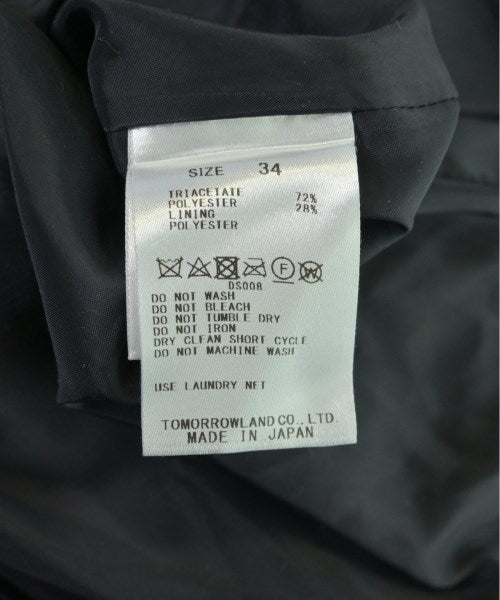 SIZE 34
TRIACETATE 72%
POLYESTER 28%
LINING
POLYESTER
F W
DS008
DO NOT WASH
DO NOT BLEACH
DO NOT TUMBLE DRY
DO NOT IRON
DRY CLEAN SHORT CYCLE
DO NOT MACHINE WASH
USE LAUNDRY NET
TOMORROWLAND CO., LTD.
MADE IN JAPAN